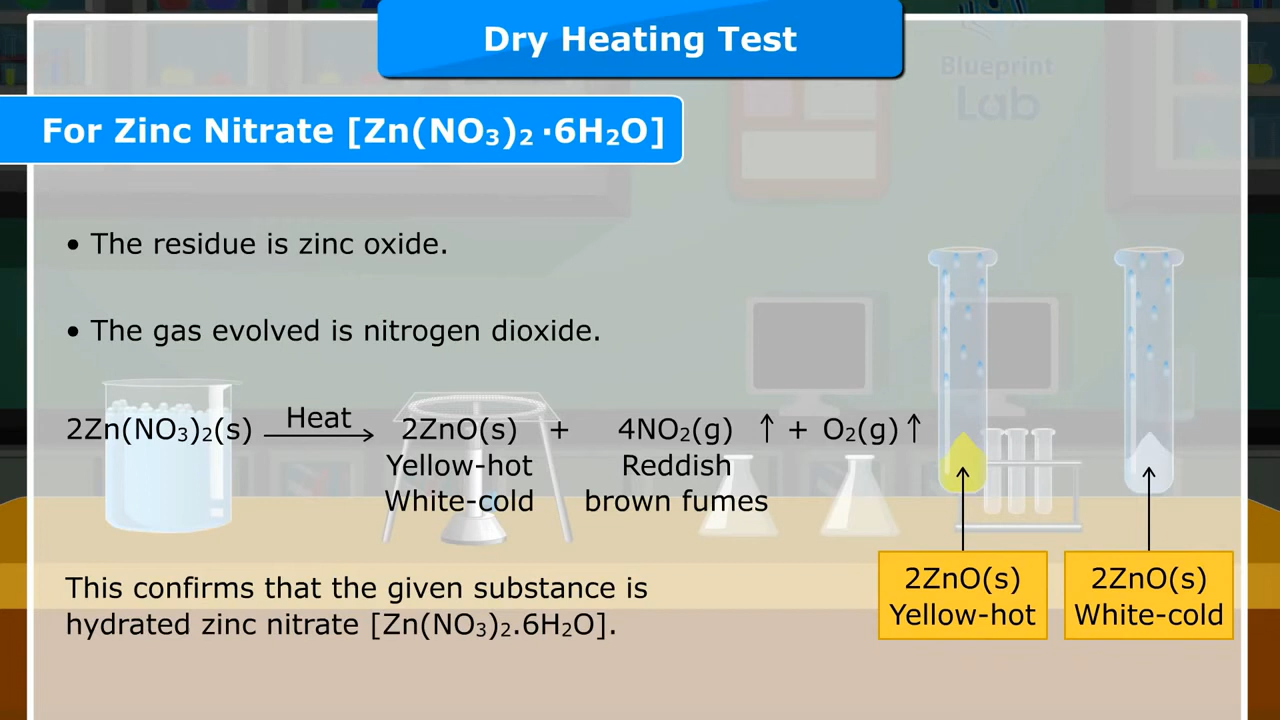 Dry Heating Test
Blueprint
Lab
For Zinc Nitrate [Zn(NO₃)₂ ·6H₂O]
• The residue is zinc oxide.
• The gas evolved is nitrogen dioxide.
Heat
2Zn(NO₃)₂(s) ⟶ 2ZnO(s) + 4NO₂(g) ↑ + O₂(g) ↑
Yellow-hot Reddish
White-cold brown fumes
2ZnO(s) 2ZnO(s)
Yellow-hot White-cold
This confirms that the given substance is
hydrated zinc nitrate [Zn(NO₃)₂.6H₂O].